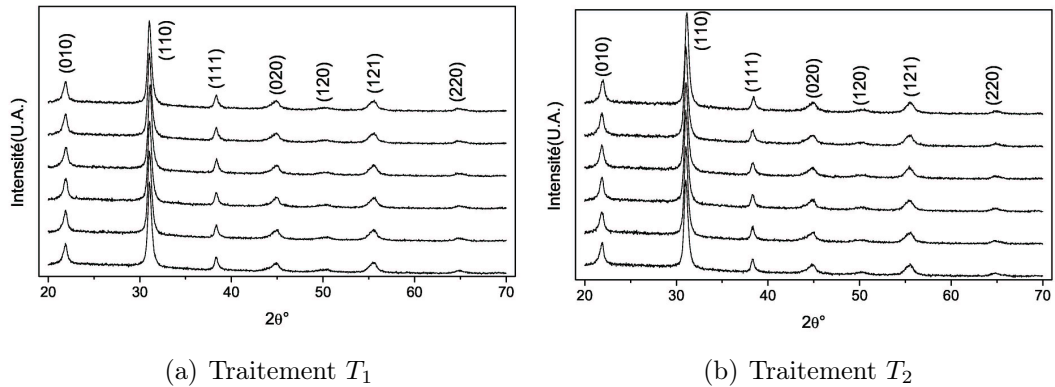 Intensité(U.A.)
(010)
(110)
(111)
(020)
(120)
(121)
(220)
20 30 40 50 60 70
2θ°
(a) Traitement T₁
Intensité(U.A.)
(010)
(110)
(111)
(020)
(120)
(121)
(220)
20 30 40 50 60 70
2θ°
(b) Traitement T₂